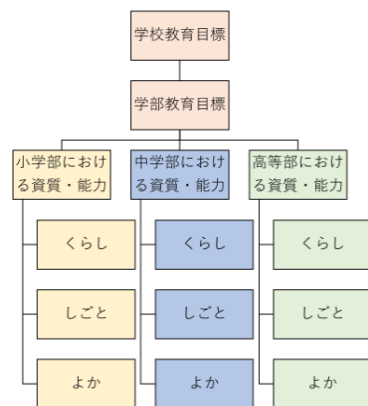 学校教育目標
学部教育目標
小学部におけ
る資質・能力
中学部におけ
る資質・能力
高等部におけ
る資質・能力
くらし
くらし
くらし
しごと
しごと
しごと
よか
よか
よか